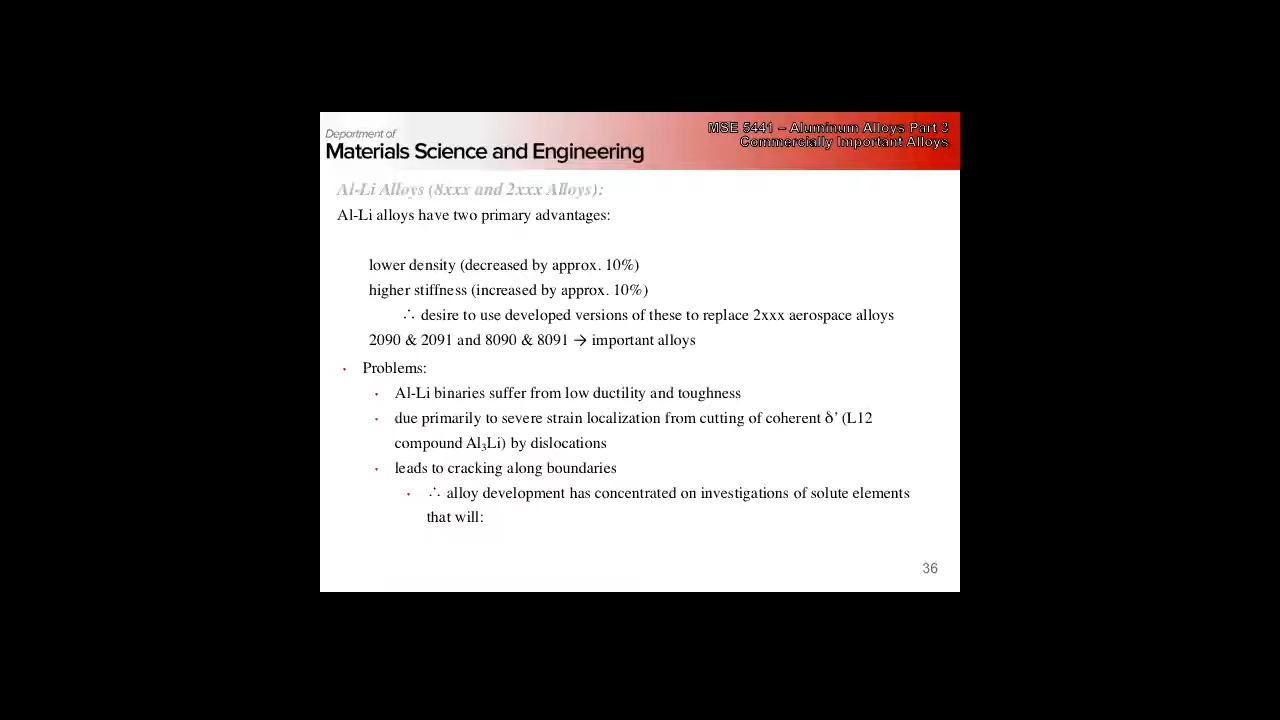 Department of
Materials Science and Engineering
MSE 5441 – Aluminum Alloys Part 3
Commercially Important Alloys
Al-Li Alloys (8xxx and 2xxx Alloys):
Al-Li alloys have two primary advantages:
lower density (decreased by approx. 10%)
higher stiffness (increased by approx. 10%)
∴ desire to use developed versions of these to replace 2xxx aerospace alloys
2090 & 2091 and 8090 & 8091 → important alloys
• Problems:
• Al-Li binaries suffer from low ductility and toughness
• due primarily to severe strain localization from cutting of coherent δ’ (L12
compound Al₃Li) by dislocations
• leads to cracking along boundaries
• ∴ alloy development has concentrated on investigations of solute elements
that will:
36